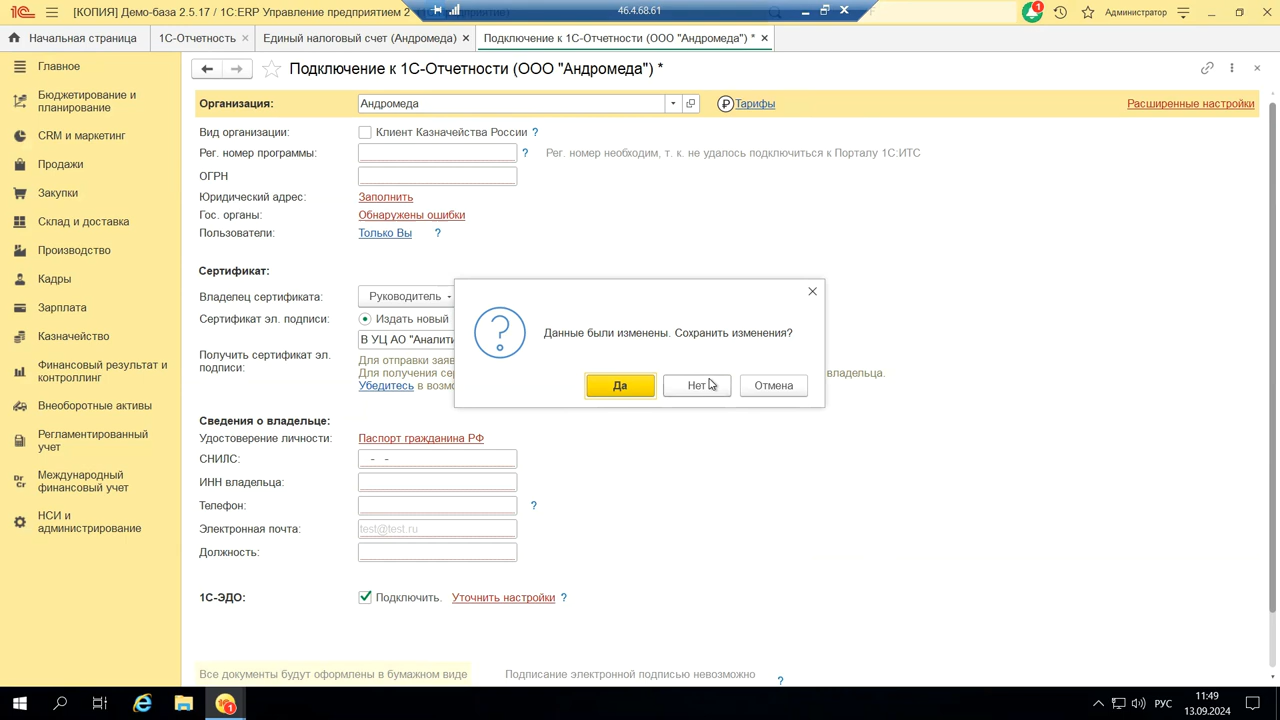 46.4.68.61
[КОПИЯ] Демо-база 2.5.17 / 1С:ERP Управление предприятием 2
Администратор
Начальная страница
1С-Отчетность
Единый налоговый счет (Андромеда)
Подключение к 1С-Отчетности (ООО "Андромеда") *
Главное
Бюджетирование и
планирование
CRM и маркетинг
Продажи
Закупки
Склад и доставка
Производство
Кадры
Зарплата
Казначейство
Финансовый результат и
контроллинг
Внеоборотные активы
Регламентированный
учет
Международный
финансовый учет
НСИ и
администрирование
Подключение к 1С-Отчетности (ООО "Андромеда") *
Организация: Андромеда Тарифы Расширенные настройки
Вид организации: Клиент Казначейства России ?
Рег. номер программы: ? Рег. номер необходим, т. к. не удалось подключиться к Порталу 1С:ИТС
ОГРН
Юридический адрес: Заполнить
Гос. органы: Обнаружены ошибки
Пользователи: Только Вы ?
Сертификат:
Владелец сертификата: Руководитель
Сертификат эл. подписи: Издать новый
В УЦ АО
Получить сертификат эл.
подписи:
Для отправки
Для получения
владельца.
Убедитесь в
Данные были изменены. Сохранить изменения?
Да Нет Отмена
Сведения о владельце:
Удостоверение личности: Паспорт гражданина РФ
СНИЛС: - -
ИНН владельца:
Телефон: ?
Электронная почта: test@test.ru
Должность:
1С-ЭДО: Подключить. Уточнить настройки ?
Все документы будут оформлены в бумажном виде Подписание электронной подписью невозможно ?
РУС
11:49
13.09.2024